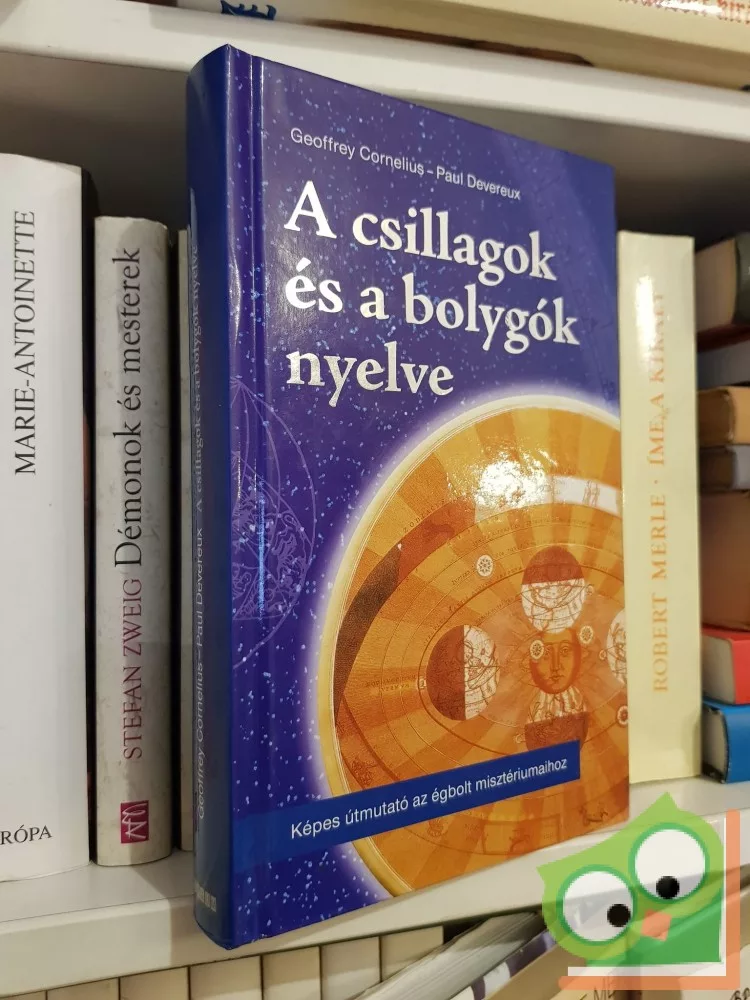 Geoffrey Cornelius – Paul Devereux
A csillagok
és a bolygók
nyelve
Képes útmutató az égbolt misztériumaihoz
Geoffrey Cornelius – Paul Devereux A csillagok és a bolygók nyelve
MARIE-ANTOINETTE
RÓPA
STEFAN ZWEIG Démonok és mesterek
ROBERT MERLE · ÍME, A KIRÁLY